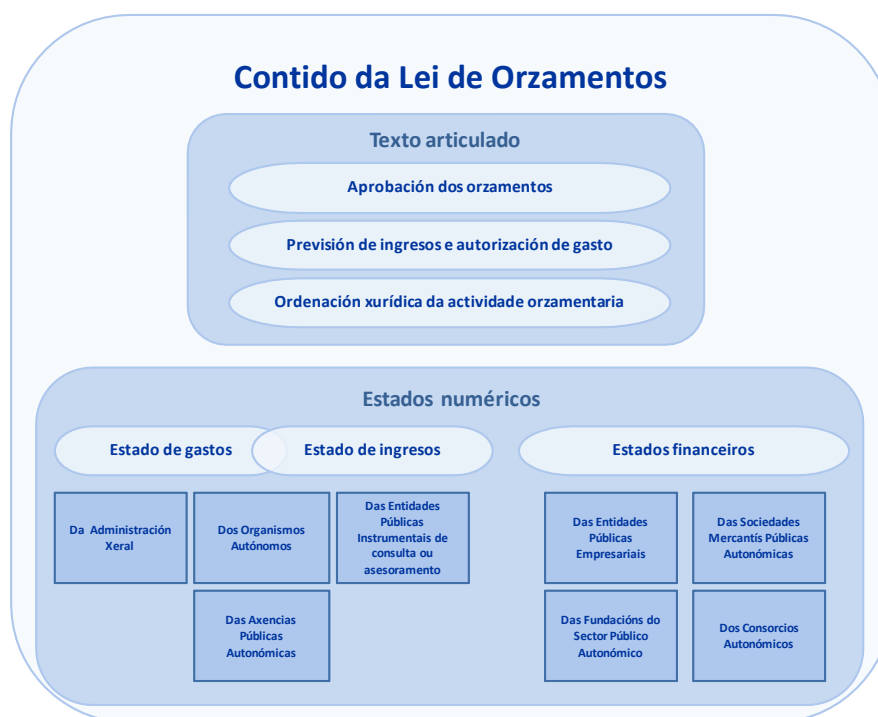 Contido da Lei de Orzamentos
Texto articulado
Aprobación dos orzamentos
Previsión de ingresos e autorización de gasto
Ordenación xurídica da actividade orzamentaria
Estados numéricos
Estado de gastos
Estado de ingresos
Estados financeiros
Da Administración
Xeral
Dos Organismos
Autónomos
Das Entidades
Públicas
Instrumentais de
consulta ou
asesoramento
Das Entidades
Públicas
Empresariais
Das Sociedades
Mercantís Públicas
Autonómicas
Das Axencias
Públicas
Autonómicas
Das Fundacións do
Sector Público
Autonómico
Dos Consorcios
Autonómicos